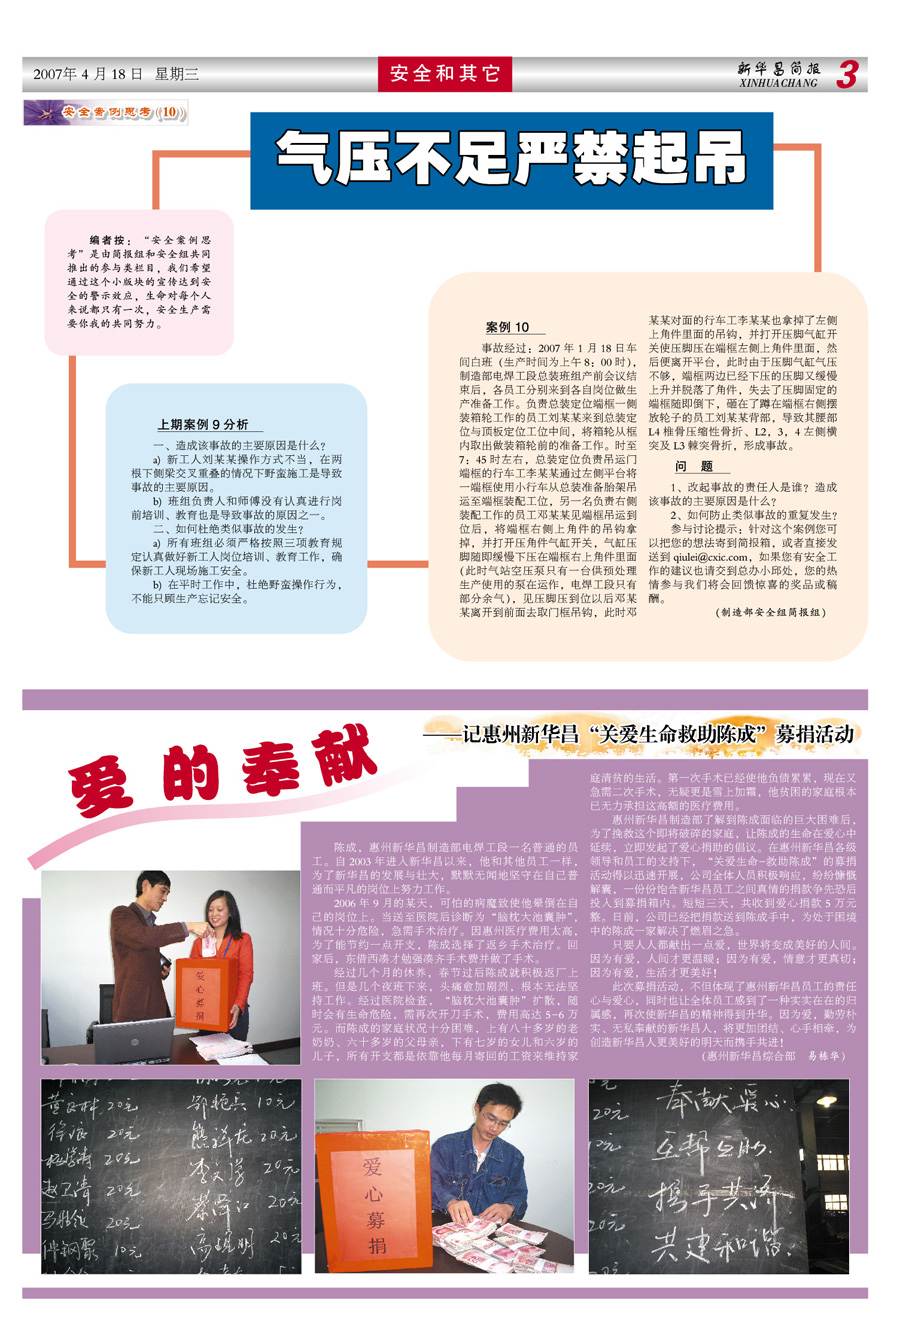 2007年 4 月 18 日 星期三
安全和其它
新华昌简报
XINHUACHANG
3
安全案例思考(10)
气压不足严禁起吊
编者按：“安全案例思
考”是由简报组和安全组共同
推出的参与类栏目，我们希望
通过这个小版块的宣传达到安
全的警示效应，生命对每个人
来说都只有一次，安全生产需
要你我的共同努力。
上期案例 9 分析
一、造成该事故的主要原因是什么?
a) 新工人刘某某操作方式不当，在两
根下侧梁交叉重叠的情况下野蛮施工是导致
事故的主要原因。
b) 班组负责人和师傅没有认真进行岗
前培训、教育也是导致事故的原因之一。
二、如何杜绝类似事故的发生?
a) 所有班组必须严格按照三项教育规
定认真做好新工人岗位培训、教育工作，确
保新工人现场施工安全。
b) 在平时工作中，杜绝野蛮操作行为，
不能只顾生产忘记安全。
案例 10
事故经过：2007 年 1 月 18 日车
间白班 (生产时间为上午 8：00 时)，
制造部电焊工段总装班组产前会议结
束后，各员工分别来到各自岗位做生
产准备工作。负责总装定位端框一侧
装箱轮工作的员工刘某某来到总装定
位与顶板定位工位中间，将箱轮从框
内取出做装箱轮前的准备工作。时至
7：45 时左右，总装定位负责吊运门
端框的行车工李某某通过左侧平台将
一端框使用小行车从总装准备胎架吊
运至端框装配工位，另一名负责右侧
装配工作的员工邓某某见端框吊运到
位后，将端框右侧上角件的吊钩拿
掉，并打开压角件气缸开关，气缸压
脚随即缓慢下压在端框右上角件里面
(此时气站空压泵只有一台供预处理
生产使用的泵在运作，电焊工段只有
部分余气)，见压脚压到位以后邓某
某离开到前面去取门框吊钩，此时邓
某某对面的行车工李某某也拿掉了左侧
上角件里面的吊钩，并打开压脚气缸开
关使压脚压在端框左侧上角件里面，然
后便离开平台，此时由于压脚气缸气压
不够，端框两边已经下压的压脚又缓慢
上升并脱落了角件，失去了压脚固定的
端框随即倒下，砸在了蹲在端框右侧摆
放轮子的员工刘某某背部，导致其腰部
L4 椎骨压缩性骨折、L2，3，4 左侧横
突及 L3 棘突骨折，形成事故。
问 题
1、改起事故的责任人是谁? 造成
该事故的主要原因是什么?
2、如何防止类似事故的重复发生?
参与讨论提示：针对这个案例您可
以把您的想法寄到简报箱，或者直接发
送到 qiulei@cxic.com，如果您有安全工
作的建议也请交到总办小邱处，您的热
情参与我们将会回馈惊喜的奖品或稿
酬。
(制造部安全组简报组)
爱的奉献
——记惠州新华昌“关爱生命救助陈成”募捐活动
陈成，惠州新华昌制造部电焊工段一名普通的员
工。自 2003 年进入新华昌以来，他和其他员工一样，
为了新华昌的发展与壮大，默默无闻地坚守在自己普
通而平凡的岗位上努力工作。
2006 年 9 月的某天，可怕的病魔致使他晕倒在自
己的岗位上。当送至医院后诊断为“脑枕大池囊肿”，
情况十分危险，急需手术治疗。因惠州医疗费用太高，
为了能节约一点开支，陈成选择了返乡手术治疗。回
家后，东借西凑才勉强凑齐手术费并做了手术。
经过几个月的休养，春节过后陈成就积极返厂上
班。但是几个夜班下来，头痛愈加剧烈，根本无法坚
持工作。经过医院检查，“脑枕大池囊肿”扩散，随
时会有生命危险，需再次开刀手术，费用高达 5~6 万
元。而陈成的家庭状况十分困难，上有八十多岁的老
奶奶、六十多岁的父母亲，下有七岁的女儿和六岁的
儿子，所有开支都是依靠他每月寄回的工资来维持家
庭清贫的生活。第一次手术已经使他负债累累，现在又
急需二次手术，无疑更是雪上加霜，他贫困的家庭根本
已无力承担这高额的医疗费用。
惠州新华昌制造部了解到陈成面临的巨大困难后，
为了挽救这个即将破碎的家庭，让陈成的生命在爱心中
延续，立即发起了爱心捐助的倡议。在惠州新华昌各级
领导和员工的支持下，“关爱生命-救助陈成”的募捐
活动得以迅速开展，公司全体人员积极响应，纷纷慷慨
解囊，一份份饱含新华昌员工之间真情的捐款争先恐后
投入到募捐箱内。短短三天，共收到爱心捐款 5 万元
整。日前，公司已经把捐款送到陈成手中，为处于困境
中的陈成一家解决了燃眉之急。
只要人人都献出一点爱，世界将变成美好的人间。
因为有爱，人间才更温暖；因为有爱，情意才更真切；
因为有爱，生活才更美好!
此次募捐活动，不但体现了惠州新华昌员工的责任
心与爱心，同时也让全体员工感到了一种实实在在的归
属感，再次使新华昌的精神得到升华。因为爱，勤劳朴
实、无私奉献的新华昌人，将更加团结、心手相牵，为
创造新华昌人更美好的明天而携手共进!
(惠州新华昌综合部 易栋华)
爱心募捐
20元
邹艳兵 10元
徐浪 20元
20元
20元
李文谦 20元
赵卫清 20元
蔡泽江 20元
20元
高祖明 20元
10元
爱心募捐
奉献爱心.
20元
互帮互助.
10元
携手共济
20元
共建和谐.
20元